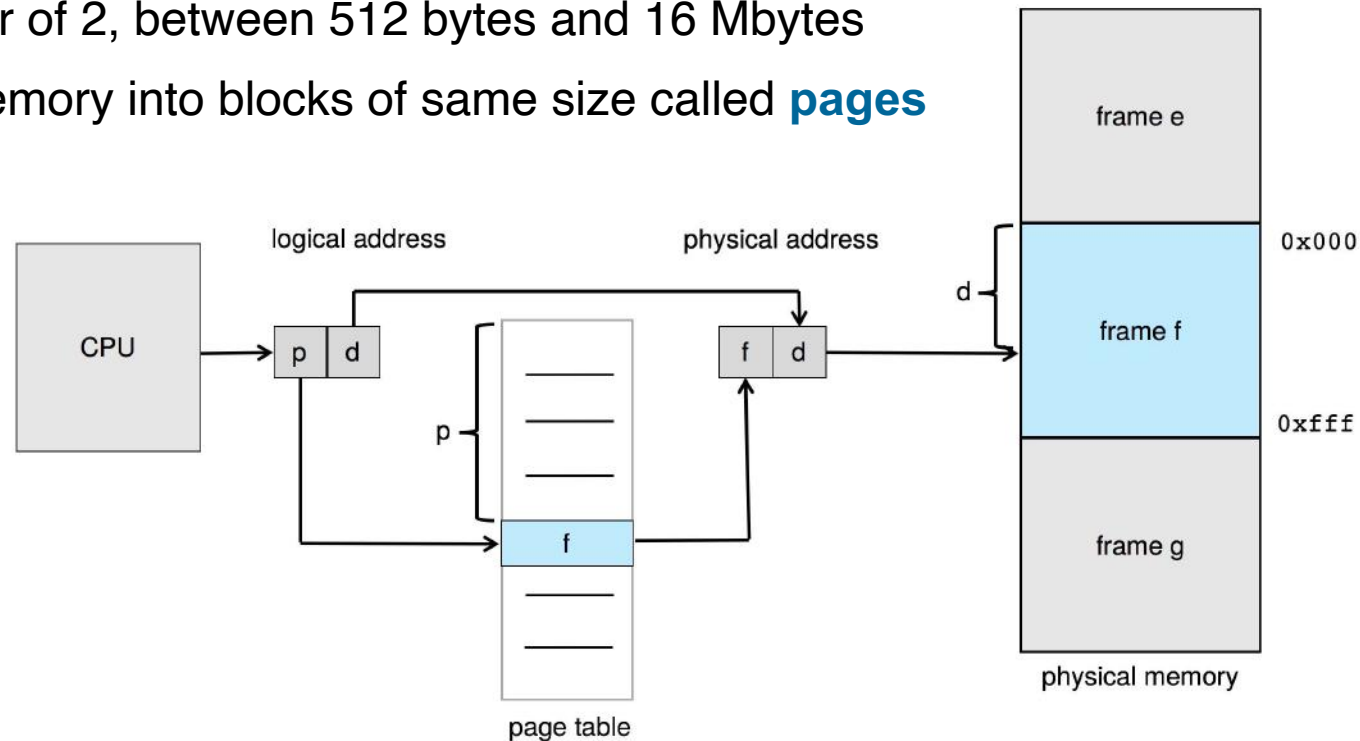 r of 2, between 512 bytes and 16 Mbytes
emory into blocks of same size called pages
frame e
logical address
physical address
0x000
d
CPU
p d
f d
frame f
p
0xfff
f
frame g
physical memory
page table